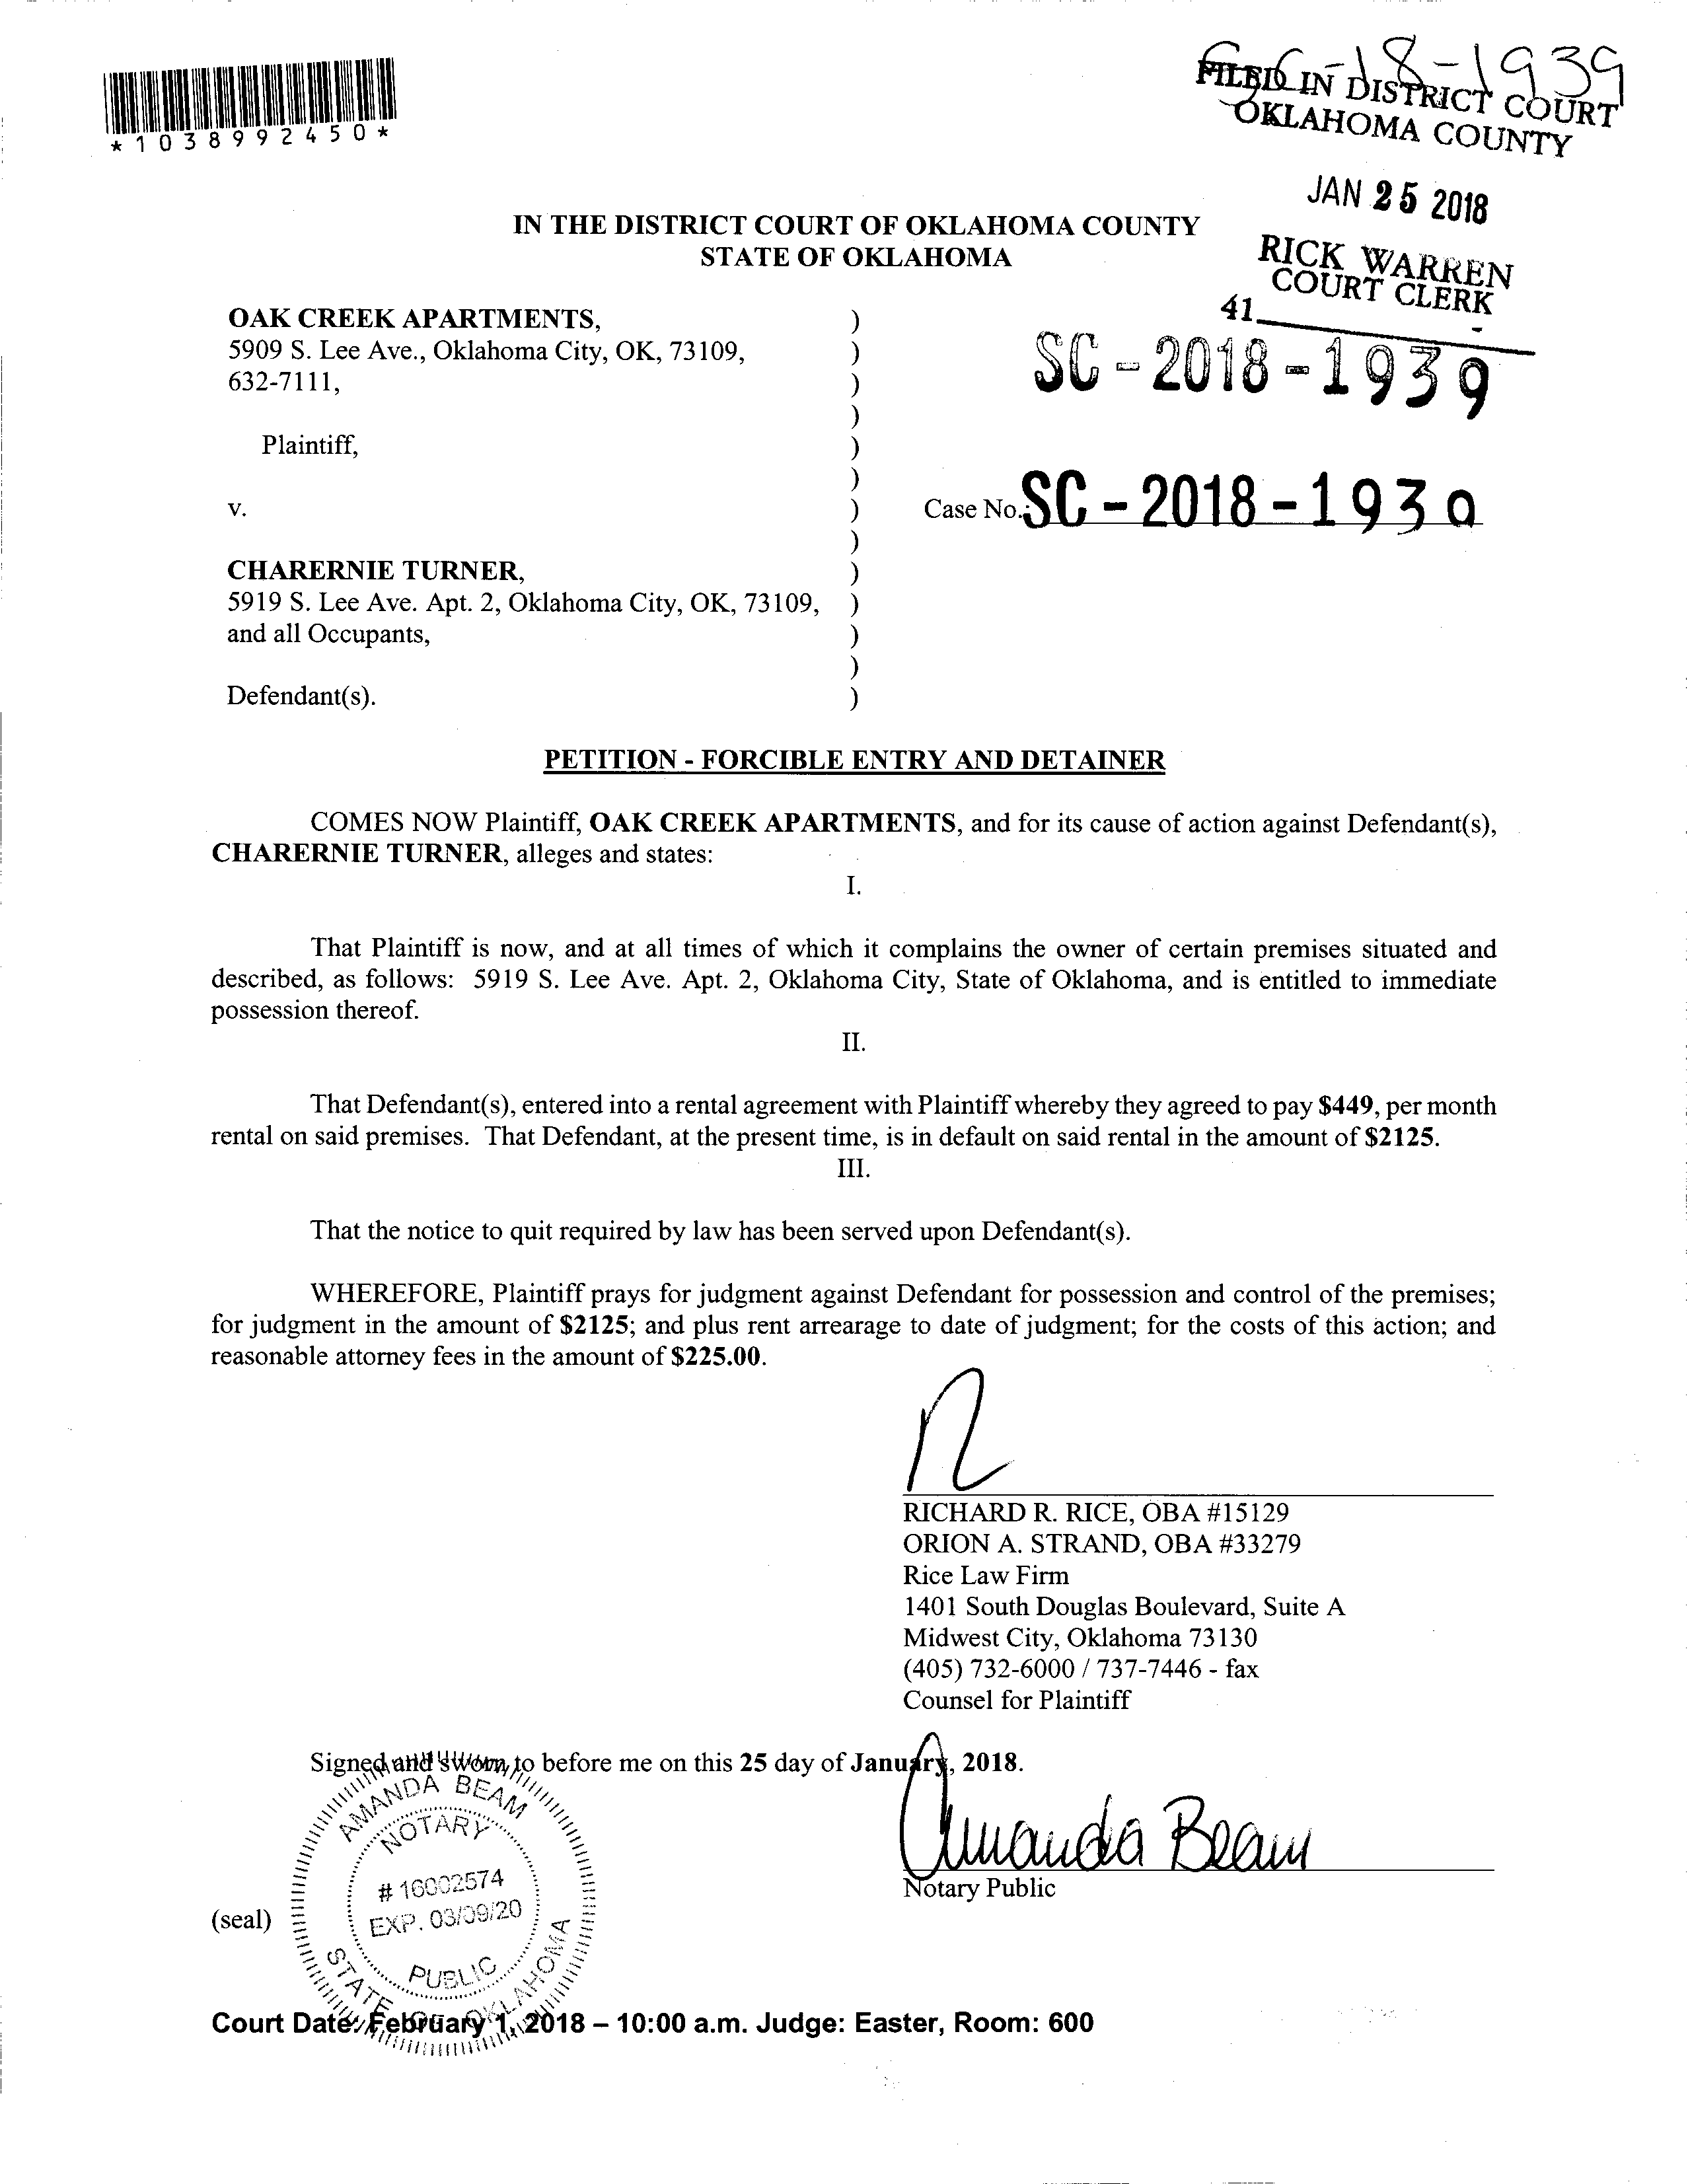 *1038992450*
18-1939
FILED IN DISTRICT COURT
OKLAHOMA COUNTY
JAN 25 2018
RICK WARREN
COURT CLERK
41
IN THE DISTRICT COURT OF OKLAHOMA COUNTY
STATE OF OKLAHOMA
SC-2018-1939
OAK CREEK APARTMENTS, )
5909 S. Lee Ave., Oklahoma City, OK, 73109, )
632-7111, )
)
Plaintiff, )
)
v. ) Case No.: SC-2018-1939
)
CHARERNIE TURNER, )
5919 S. Lee Ave. Apt. 2, Oklahoma City, OK, 73109, )
and all Occupants, )
)
Defendant(s). )
PETITION - FORCIBLE ENTRY AND DETAINER
COMES NOW Plaintiff, OAK CREEK APARTMENTS, and for its cause of action against Defendant(s),
CHARERNIE TURNER, alleges and states:
I.
That Plaintiff is now, and at all times of which it complains the owner of certain premises situated and
described, as follows: 5919 S. Lee Ave. Apt. 2, Oklahoma City, State of Oklahoma, and is entitled to immediate
possession thereof.
II.
That Defendant(s), entered into a rental agreement with Plaintiff whereby they agreed to pay $449, per month
rental on said premises. That Defendant, at the present time, is in default on said rental in the amount of $2125.
III.
That the notice to quit required by law has been served upon Defendant(s).
WHEREFORE, Plaintiff prays for judgment against Defendant for possession and control of the premises;
for judgment in the amount of $2125; and plus rent arrearage to date of judgment; for the costs of this action; and
reasonable attorney fees in the amount of $225.00.
RICHARD R. RICE, OBA #15129
ORION A. STRAND, OBA #33279
Rice Law Firm
1401 South Douglas Boulevard, Suite A
Midwest City, Oklahoma 73130
(405) 732-6000 / 737-7446 - fax
Counsel for Plaintiff
Signed and sworn to before me on this 25 day of January, 2018.
Amanda Beam
Notary Public
(seal)
AMANDA BEAM
NOTARY
# 16002574
EXP. 03/09/20
PUBLIC
STATE OF OKLAHOMA
Court Date: February 1, 2018 – 10:00 a.m. Judge: Easter, Room: 600